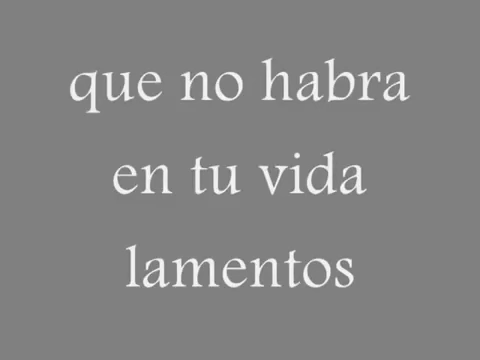 que no habra
en tu vida
lamentos